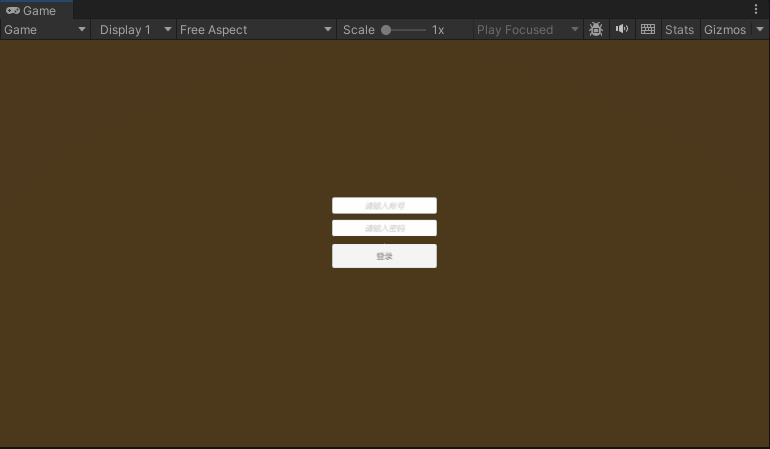 Game
Game Display 1 Free Aspect Scale 1x Play Focused Stats Gizmos
请输入账号
请输入密码
登录